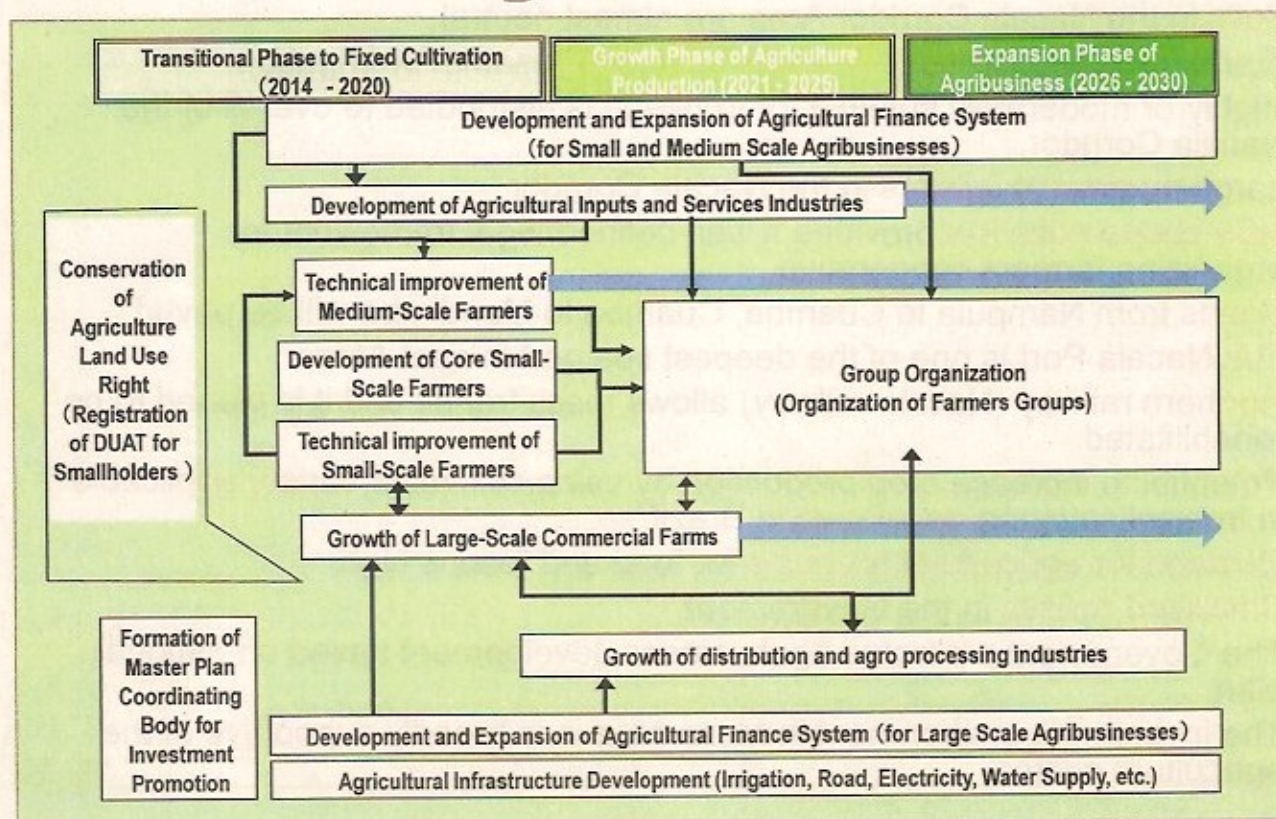 Transitional Phase to Fixed Cultivation
(2014 - 2020)
Growth Phase of Agriculture
Production (2021 - 2025)
Expansion Phase of
Agribusiness (2026 - 2030)
Development and Expansion of Agricultural Finance System
(for Small and Medium Scale Agribusinesses)
Development of Agricultural Inputs and Services Industries
Conservation
of
Agriculture
Land Use
Right
(Registration
of DUAT for
Smallholders)
Technical improvement of
Medium-Scale Farmers
Development of Core Small-
Scale Farmers
Technical improvement of
Small-Scale Farmers
Group Organization
(Organization of Farmers Groups)
Growth of Large-Scale Commercial Farms
Growth of distribution and agro processing industries
Formation of
Master Plan
Coordinating
Body for
Investment
Promotion
Development and Expansion of Agricultural Finance System (for Large Scale Agribusinesses)
Agricultural Infrastructure Development (Irrigation, Road, Electricity, Water Supply, etc.)